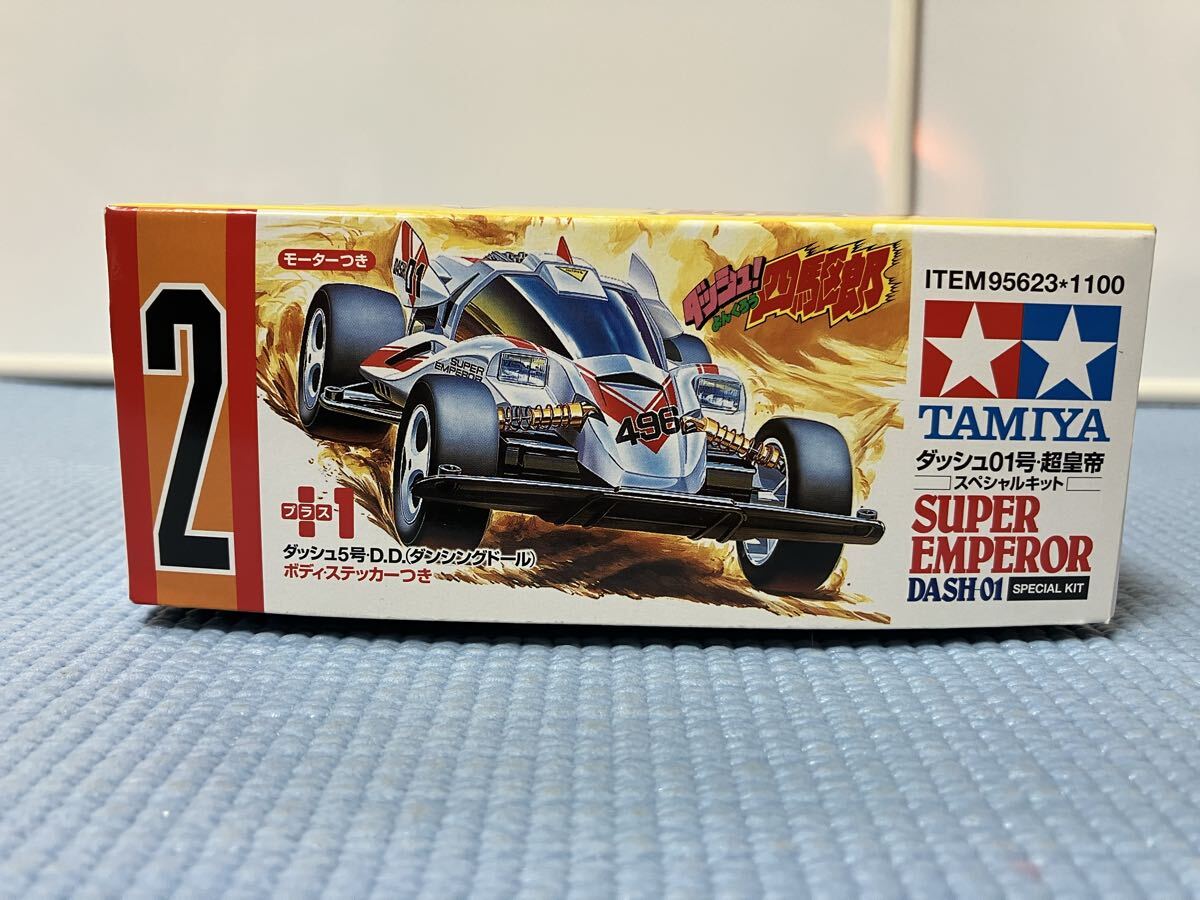 2
モーターつき
DASH 01
SUPER
EMPEROR
496
ダッシュ!
よんくろう
四駆郎
プラス
1
ダッシュ5号・D.D.(ダンシングドール)
ボディ・ステッカーつき
ITEM 95623*1100
TAMIYA
ダッシュ01号・超皇帝
スペシャルキット
SUPER
EMPEROR
DASH-01 SPECIAL KIT